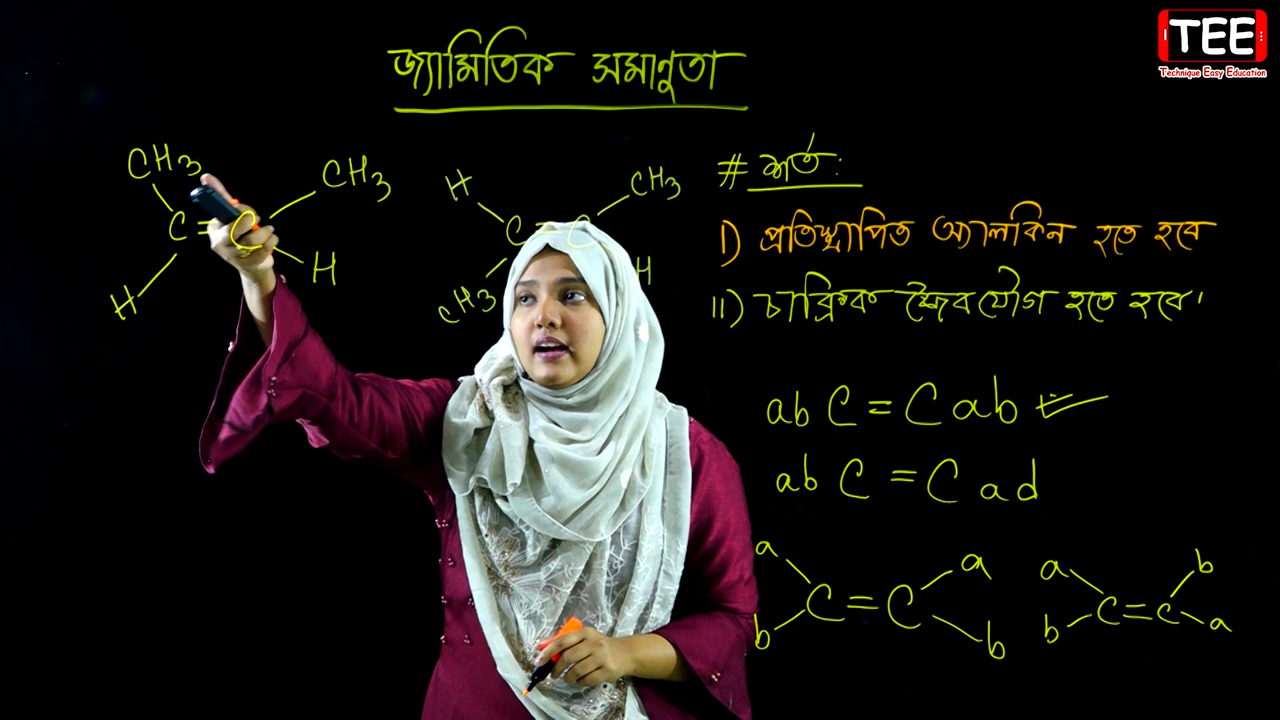 TEE
Technique Easy Education
জ্যামিতিক সমাণুতা
CH3 CH3
C = C
H H
H CH3
C = C
CH3 H
# শর্ত:
i) প্রতিস্থাপিত অ্যালকিন হতে হবে
ii) চাক্রিক জৈবযৌগ হতে হবে।
ab C = C ab
ab C = C ad
a a
C = C
b b
a b
C = C
b a